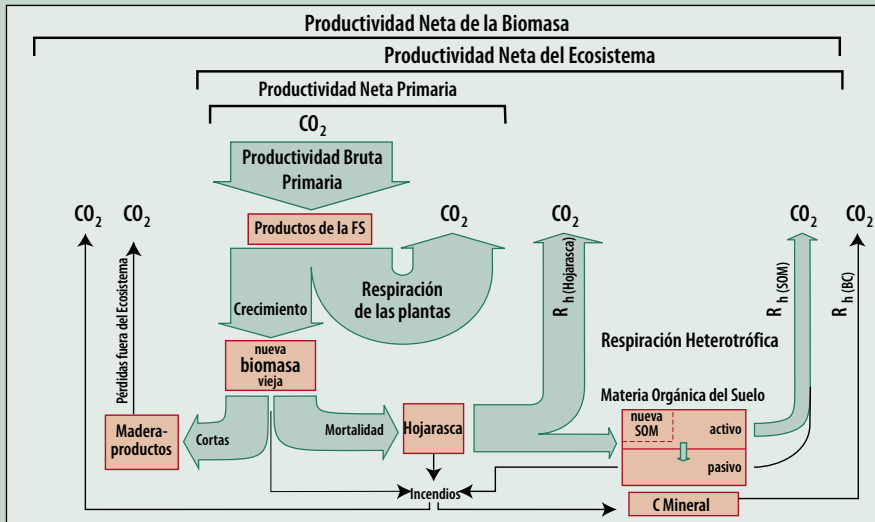 Productividad Neta de la Biomasa
Productividad Neta del Ecosistema
Productividad Neta Primaria
CO2
Productividad Bruta
Primaria
CO2
CO2
Productos de la FS
CO2
CO2
CO2
CO2
Pérdidas fuera del Ecosistema
Crecimiento
Respiración
de las plantas
R h (Hojarasca)
R h (SOM)
R h (BC)
Respiración Heterotrófica
nueva
biomasa
vieja
Materia Orgánica del Suelo
Madera-
productos
Cortas
Mortalidad
Hojarasca
nueva
SOM
activo
pasivo
Incendios
C Mineral